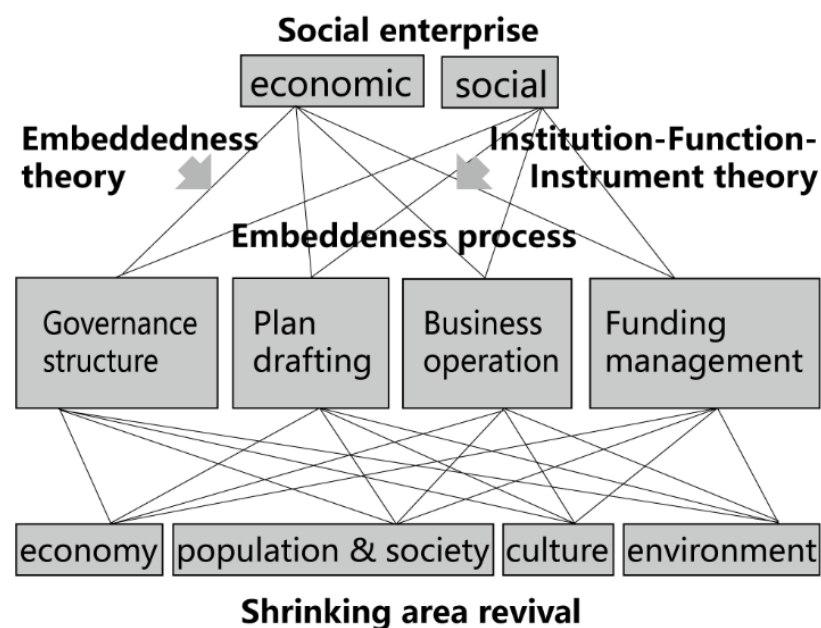 Social enterprise
economic social
Embeddedness
theory
Institution-Function-
Instrument theory
Embeddeness process
Governance
structure
Plan
drafting
Business
operation
Funding
management
economy population & society culture environment
Shrinking area revival